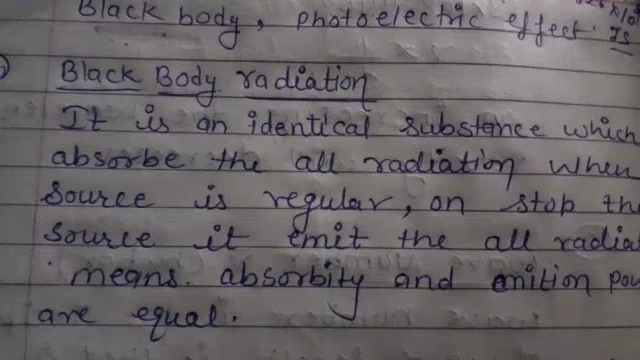 Black body, photoelectric effect.
Black Body radiation
It is an identical substance which
absorbe the all radiation when
source is regular, on stop th
source it emit the all radia
means. absorbity and emition pow
are equal.